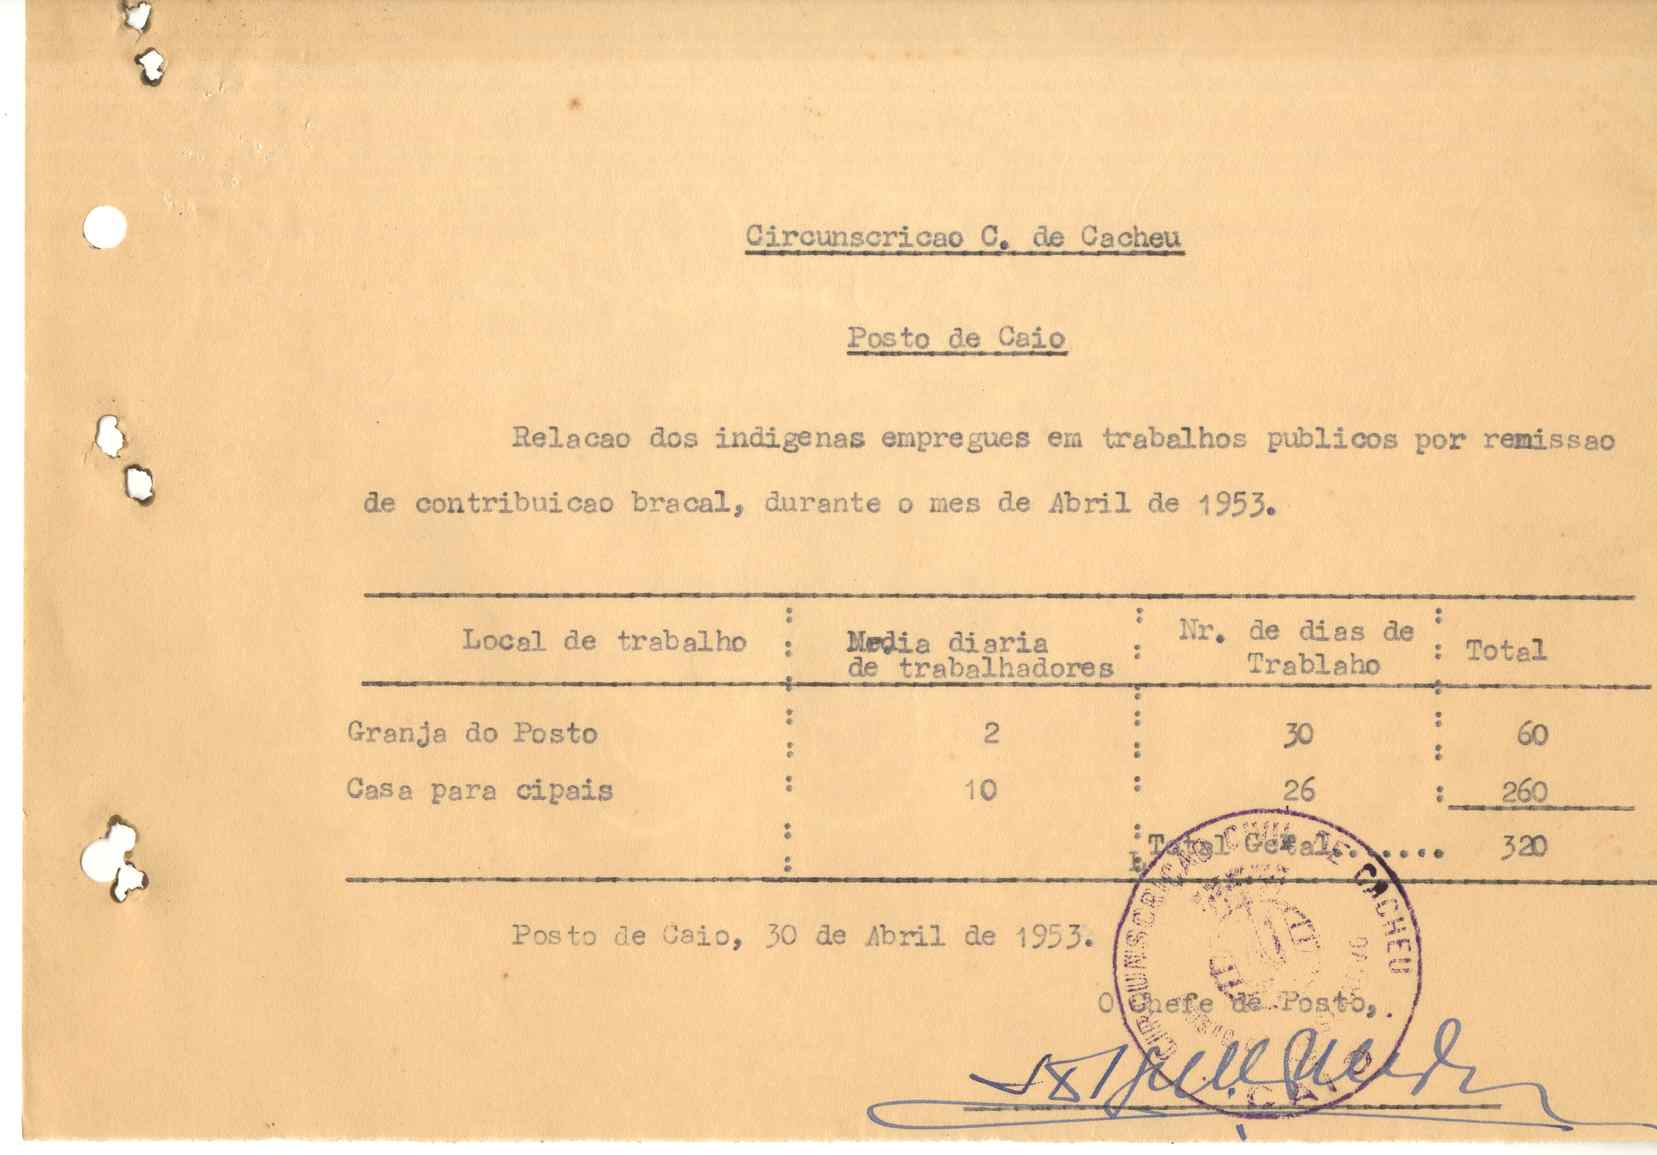 Circunscricao C. de Cacheu
Posto de Caio
Relacao dos indigenas empregues em trabalhos publicos por remissao
de contribuicao bracal, durante o mes de Abril de 1953.
Local de trabalho : Media diaria de trabalhadores : Nr. de dias de Trablaho : Total
Granja do Posto : 2 : 30 : 60
Casa para cipais : 10 : 26 : 260
Total Geral....... 320
Posto de Caio, 30 de Abril de 1953.
O Chefe de Posto,
CIRCUNSCRIÇÃO CIVIL DE CACHEU
CAIO